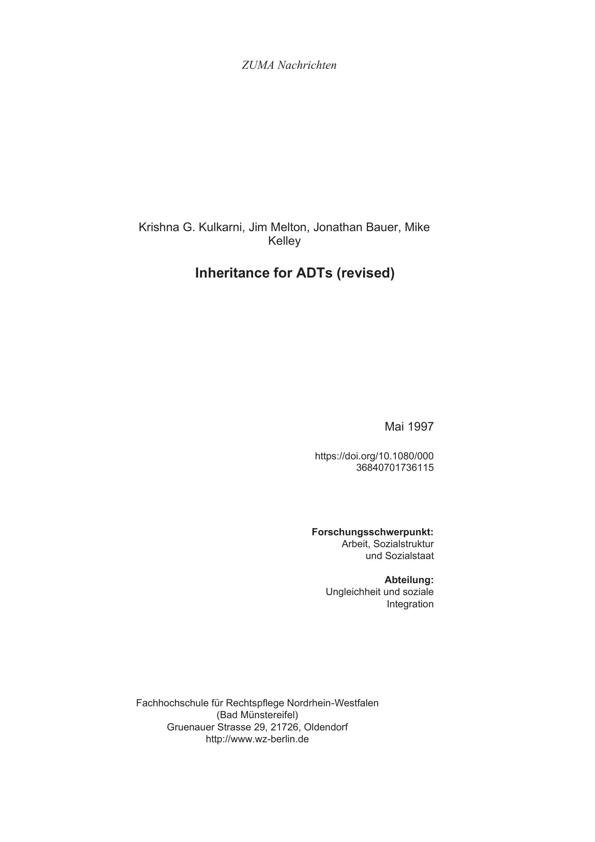 ZUMA Nachrichten
Krishna G. Kulkarni, Jim Melton, Jonathan Bauer, Mike
Kelley
Inheritance for ADTs (revised)
Mai 1997
https://doi.org/10.1080/000
36840701736115
Forschungsschwerpunkt:
Arbeit, Sozialstruktur
und Sozialstaat
Abteilung:
Ungleichheit und soziale
Integration
Fachhochschule für Rechtspflege Nordrhein-Westfalen
(Bad Münstereifel)
Gruenauer Strasse 29, 21726, Oldendorf
http://www.wz-berlin.de